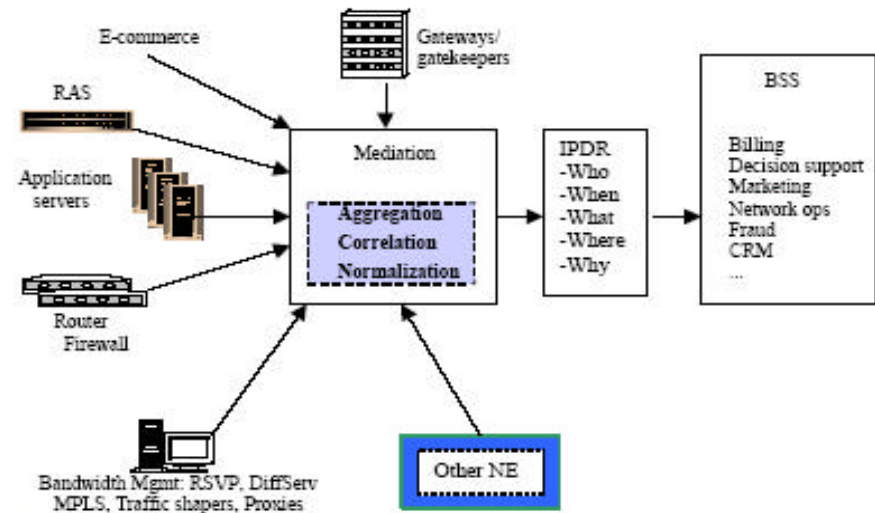 E-commerce
Gateways/
gatekeepers
RAS
Application
servers
Router
Firewall
Mediation
Aggregation
Correlation
Normalization
IPDR
-Who
-When
-What
-Where
-Why
BSS
Billing
Decision support
Marketing
Network ops
Fraud
CRM
...
Bandwidth Mgmt: RSVP, DiffServ
MPLS, Traffic shapers, Proxies
Other NE